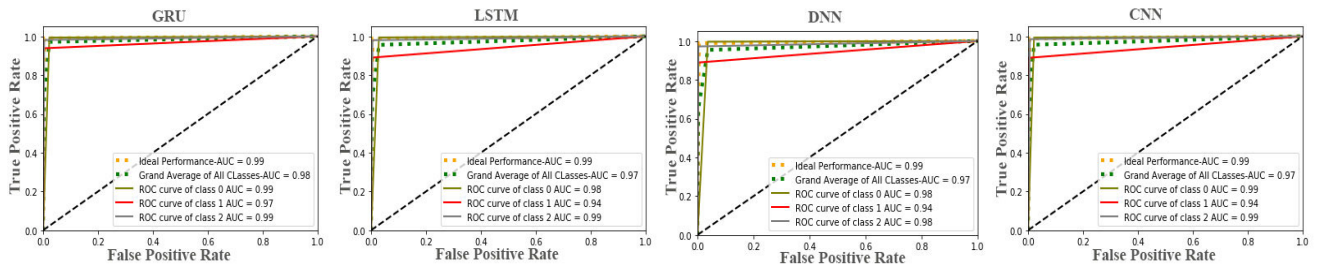 GRU
True Positive Rate
1.0
0.8
0.6
0.4
0.2
0.0
Ideal Performance-AUC = 0.99
Grand Average of All CLasses-AUC = 0.98
ROC curve of class 0 AUC = 0.99
ROC curve of class 1 AUC = 0.97
ROC curve of class 2 AUC = 0.99
0.0 0.2 0.4 0.6 0.8 1.0
False Positive Rate
LSTM
True Positive Rate
1.0
0.8
0.6
0.4
0.2
0.0
Ideal Performance-AUC = 0.99
Grand Average of All CLasses-AUC = 0.97
ROC curve of class 0 AUC = 0.98
ROC curve of class 1 AUC = 0.94
ROC curve of class 2 AUC = 0.99
0.0 0.2 0.4 0.6 0.8 1.0
False Positive Rate
DNN
True Positive Rate
1.0
0.8
0.6
0.4
0.2
0.0
Ideal Performance-AUC = 0.99
Grand Average of All CLasses-AUC = 0.97
ROC curve of class 0 AUC = 0.98
ROC curve of class 1 AUC = 0.94
ROC curve of class 2 AUC = 0.98
0.0 0.2 0.4 0.6 0.8 1.0
False Positive Rate
CNN
True Positive Rate
1.0
0.8
0.6
0.4
0.2
0.0
Ideal Performance-AUC = 0.99
Grand Average of All CLasses-AUC = 0.97
ROC curve of class 0 AUC = 0.99
ROC curve of class 1 AUC = 0.94
ROC curve of class 2 AUC = 0.99
0.0 0.2 0.4 0.6 0.8 1.0
False Positive Rate